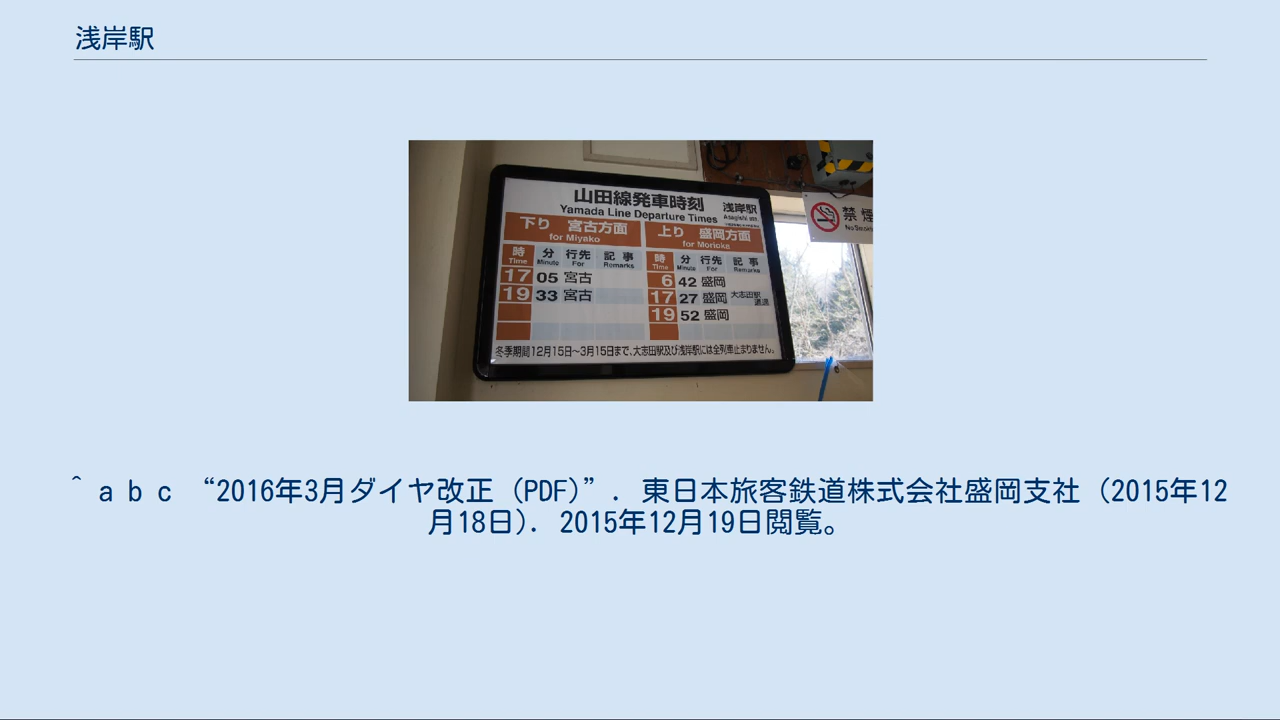 浅岸駅
山田線発車時刻 浅岸駅
Yamada Line Departure Times
下り 宮古方面
for Miyako
時 分 行先 記事
Time Minute For Remarks
17 05 宮古
19 33 宮古
上り 盛岡方面
for Morioka
時 分 行先 記事
Time Minute For Remarks
6 42 盛岡
17 27 盛岡 大志田駅
通過
19 52 盛岡
冬季期間12月15日～3月15日まで、大志田駅及び浅岸駅には全列車止まりません。
禁煙
^ a b c “2016年3月ダイヤ改正 (PDF)”. 東日本旅客鉄道株式会社盛岡支社 (2015年12
月18日). 2015年12月19日閲覧。